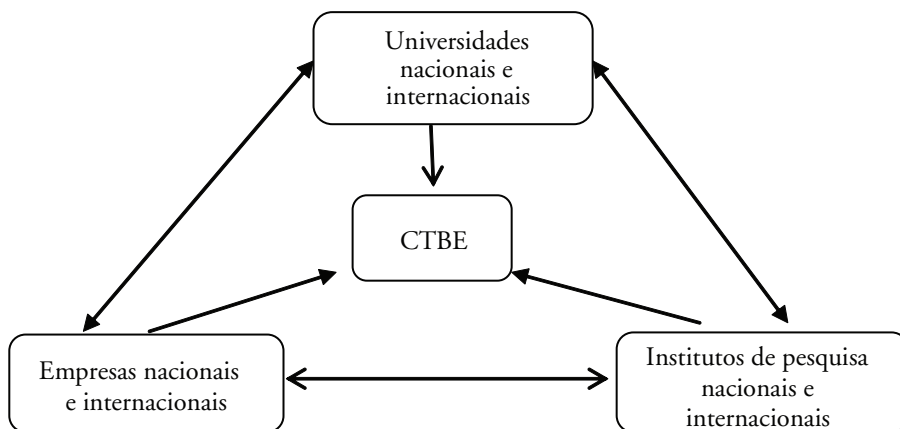 Universidades
nacionais e
internacionais
CTBE
Empresas nacionais
e internacionais
Institutos de pesquisa
nacionais e
internacionais